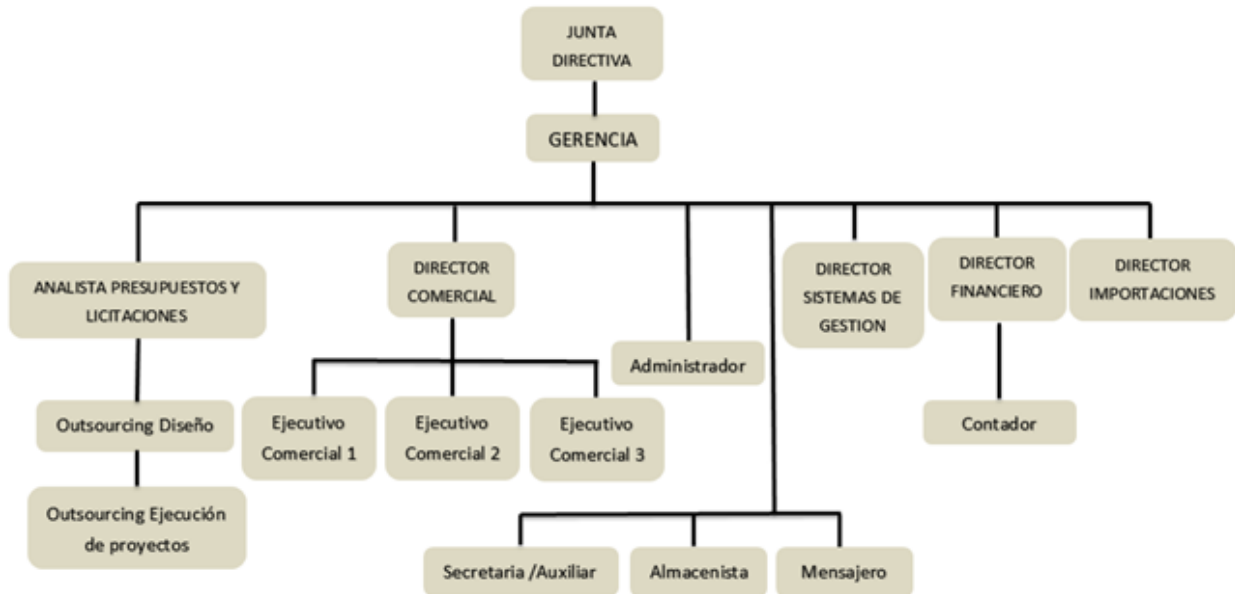 JUNTA
DIRECTIVA
GERENCIA
ANALISTA PRESUPUESTOS Y
LICITACIONES
DIRECTOR
COMERCIAL
DIRECTOR
SISTEMAS DE
GESTION
DIRECTOR
FINANCIERO
DIRECTOR
IMPORTACIONES
Administrador
Outsourcing Diseño
Ejecutivo
Comercial 1
Ejecutivo
Comercial 2
Ejecutivo
Comercial 3
Contador
Outsourcing Ejecución
de proyectos
Secretaria /Auxiliar
Almacenista
Mensajero